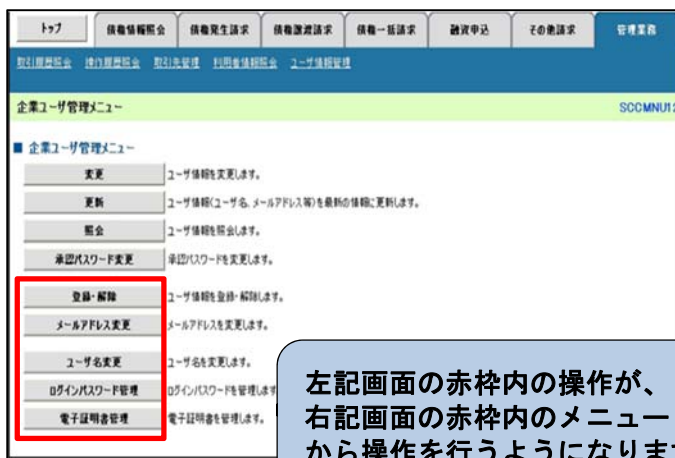 トップ 債権情報照会 債権発生請求 債権譲渡請求 債権一括請求 融資申込 その他請求 管理業務
取引履歴照会 操作履歴照会 取引先管理 利用者情報照会 ユーザ情報管理
企業ユーザ管理メニュー SCCMNU12
■ 企業ユーザ管理メニュー
変更 ユーザ情報を変更します。
更新 ユーザ情報(ユーザ名、メールアドレス等)を最新の情報に更新します。
照会 ユーザ情報を照会します。
承認パスワード変更 承認パスワードを変更します。
登録・解除 ユーザ情報を登録・解除します。
メールアドレス変更 メールアドレスを変更します。
ユーザ名変更 ユーザ名を変更します。
ログインパスワード管理 ログインパスワードを管理します
電子証明書管理 電子証明書を管理します。
左記画面の赤枠内の操作が、
右記画面の赤枠内のメニュー
から操作を行うようになります